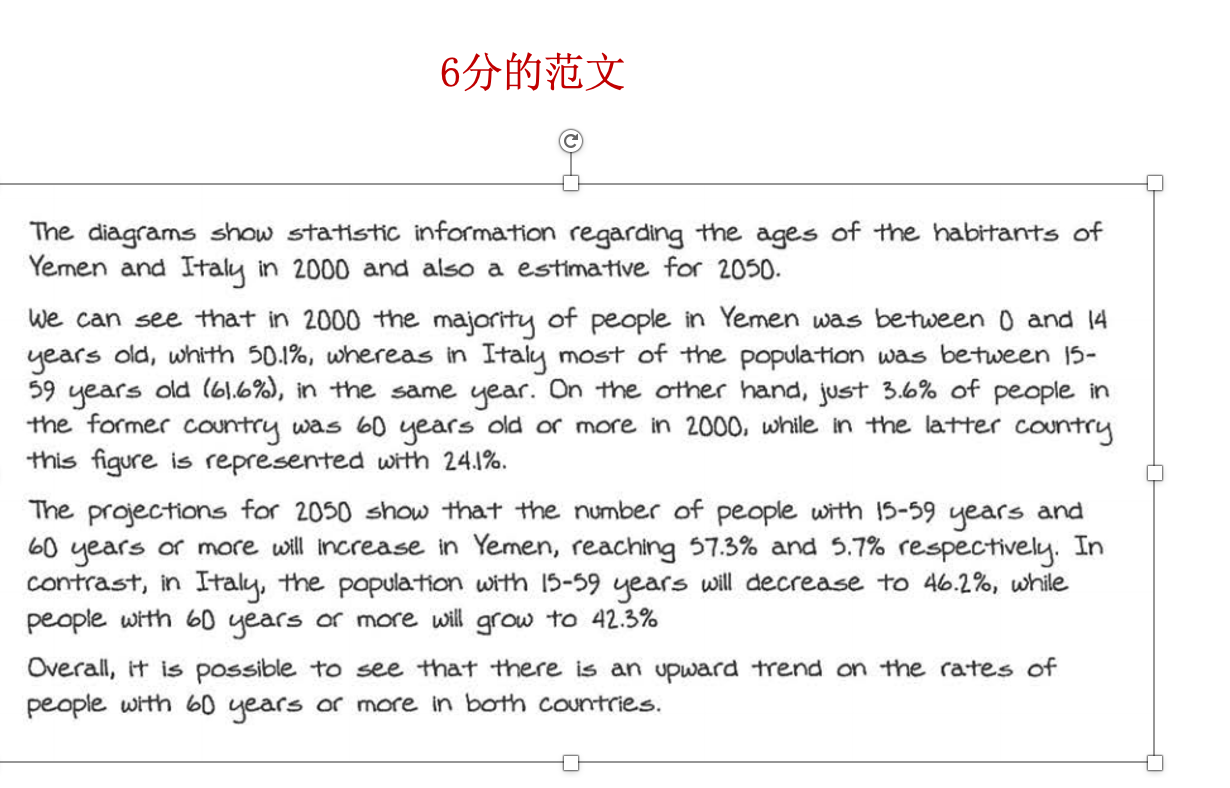 6分的范文
The diagrams show statistic information regarding the ages of the habitants of
Yemen and Italy in 2000 and also a estimative for 2050.
We can see that in 2000 the majority of people in Yemen was between 0 and 14
years old, whith 50.1%, whereas in Italy most of the population was between 15-
59 years old (61.6%), in the same year. On the other hand, just 3.6% of people in
the former country was 60 years old or more in 2000, while in the latter country
this figure is represented with 24.1%.
The projections for 2050 show that the number of people with 15-59 years and
60 years or more will increase in Yemen, reaching 57.3% and 5.7% respectively. In
contrast, in Italy, the population with 15-59 years will decrease to 46.2%, while
people with 60 years or more will grow to 42.3%
Overall, it is possible to see that there is an upward trend on the rates of
people with 60 years or more in both countries.